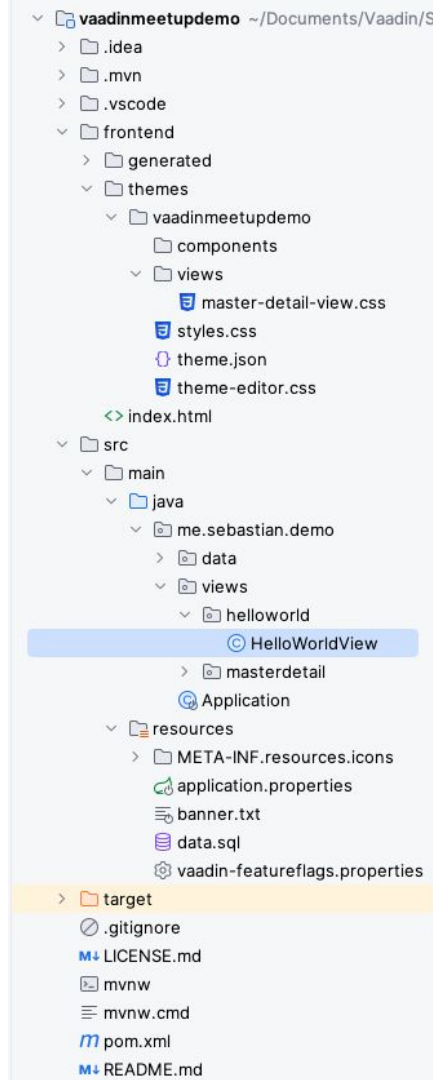 vaadinmeetupdemo ~/Documents/Vaadin/S
.idea
.mvn
.vscode
frontend
generated
themes
vaadinmeetupdemo
components
views
master-detail-view.css
styles.css
theme.json
theme-editor.css
index.html
src
main
java
me.sebastian.demo
data
views
helloworld
HelloWorldView
masterdetail
Application
resources
META-INF.resources.icons
application.properties
banner.txt
data.sql
vaadin-featureflags.properties
target
.gitignore
M↓ LICENSE.md
mvnw
mvnw.cmd
m pom.xml
M↓ README.md